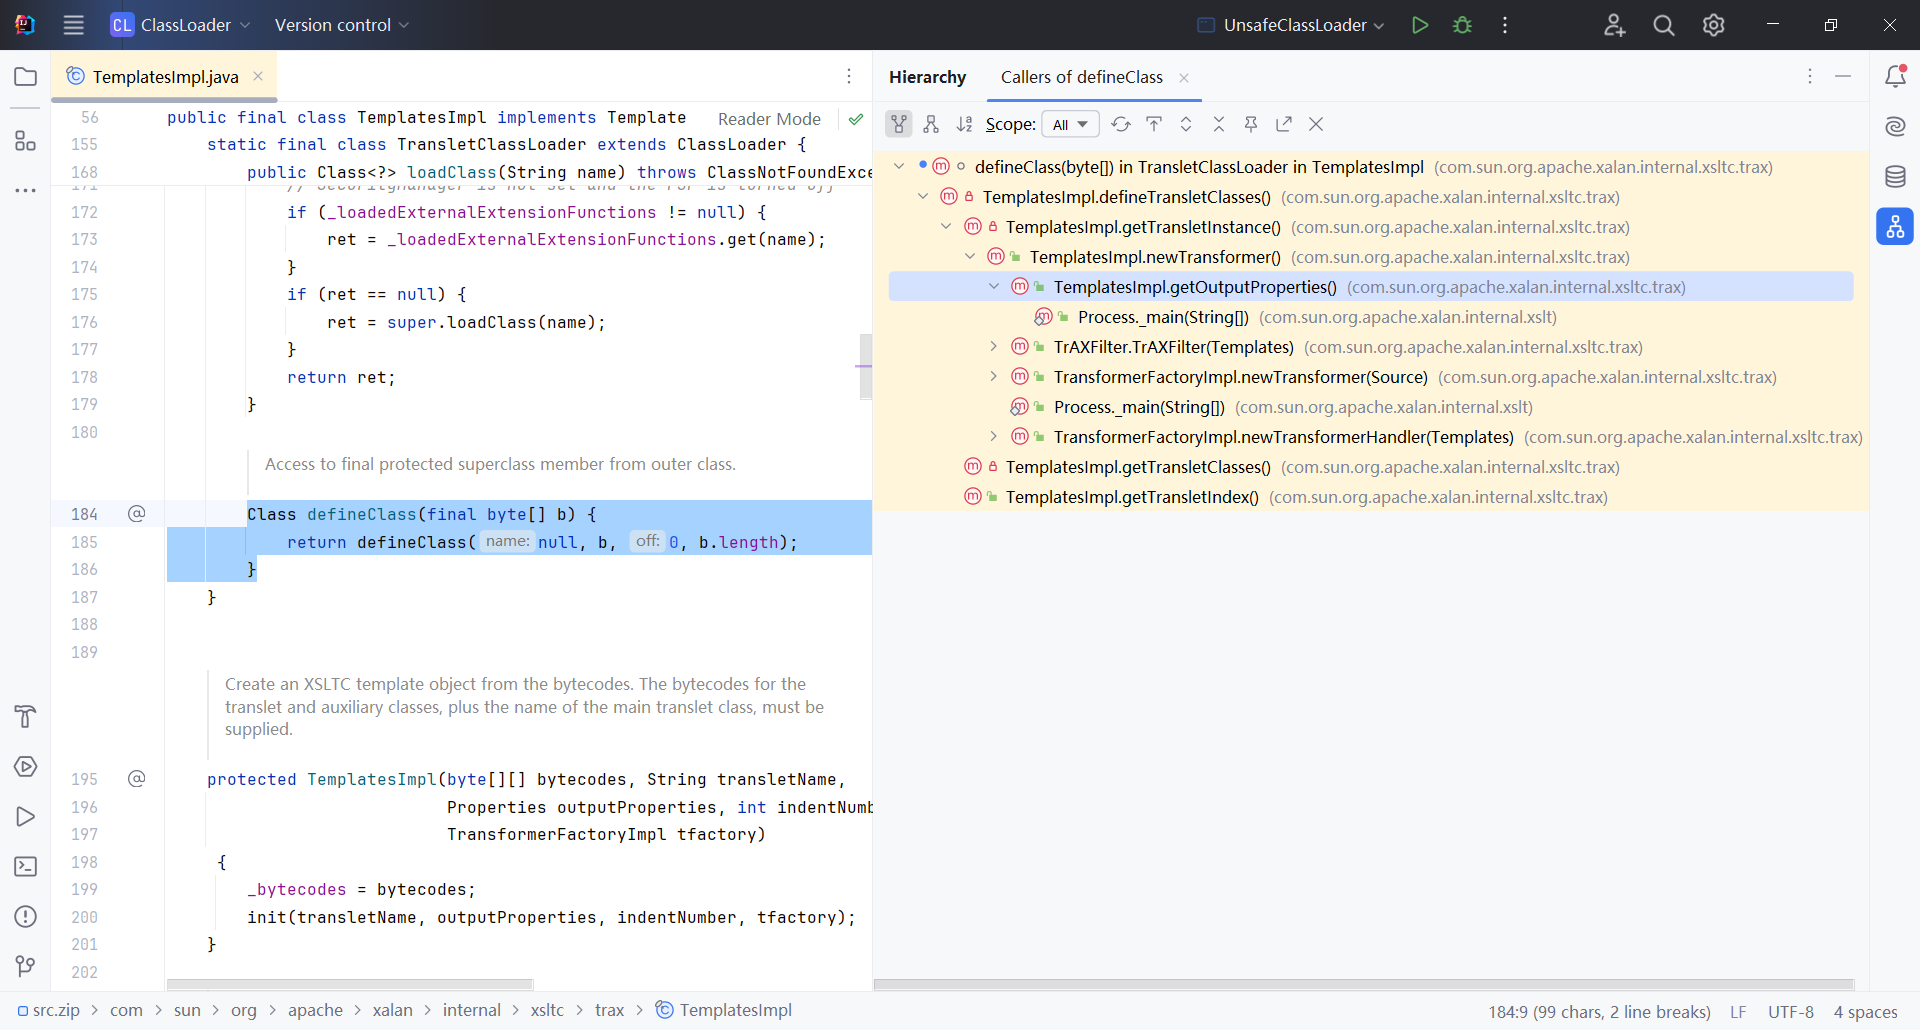 CL ClassLoader Version control UnsafeClassLoader
TemplatesImpl.java
Reader Mode
56 public final class TemplatesImpl implements Template
155 static final class TransletClassLoader extends ClassLoader {
168 public Class<?> loadClass(String name) throws ClassNotFoundExce
171 // SecurityManager is not set and the FSP is turned off
172 if (_loadedExternalExtensionFunctions != null) {
173 ret = _loadedExternalExtensionFunctions.get(name);
174 }
175 if (ret == null) {
176 ret = super.loadClass(name);
177 }
178 return ret;
179 }
180
Access to final protected superclass member from outer class.
184 @ Class defineClass(final byte[] b) {
185 return defineClass( name: null, b, off: 0, b.length);
186 }
187 }
188
189
Create an XSLTC template object from the bytecodes. The bytecodes for the
translet and auxiliary classes, plus the name of the main translet class, must be
supplied.
195 @ protected TemplatesImpl(byte[][] bytecodes, String transletName,
196 Properties outputProperties, int indentNumb
197 TransformerFactoryImpl tfactory)
198 {
199 _bytecodes = bytecodes;
200 init(transletName, outputProperties, indentNumber, tfactory);
201 }
202
Hierarchy Callers of defineClass
Scope: All
defineClass(byte[]) in TransletClassLoader in TemplatesImpl (com.sun.org.apache.xalan.internal.xsltc.trax)
TemplatesImpl.defineTransletClasses() (com.sun.org.apache.xalan.internal.xsltc.trax)
TemplatesImpl.getTransletInstance() (com.sun.org.apache.xalan.internal.xsltc.trax)
TemplatesImpl.newTransformer() (com.sun.org.apache.xalan.internal.xsltc.trax)
TemplatesImpl.getOutputProperties() (com.sun.org.apache.xalan.internal.xsltc.trax)
Process._main(String[]) (com.sun.org.apache.xalan.internal.xslt)
TrAXFilter.TrAXFilter(Templates) (com.sun.org.apache.xalan.internal.xsltc.trax)
TransformerFactoryImpl.newTransformer(Source) (com.sun.org.apache.xalan.internal.xsltc.trax)
Process._main(String[]) (com.sun.org.apache.xalan.internal.xslt)
TransformerFactoryImpl.newTransformerHandler(Templates) (com.sun.org.apache.xalan.internal.xsltc.trax)
TemplatesImpl.getTransletClasses() (com.sun.org.apache.xalan.internal.xsltc.trax)
TemplatesImpl.getTransletIndex() (com.sun.org.apache.xalan.internal.xsltc.trax)
src.zip > com > sun > org > apache > xalan > internal > xsltc > trax > TemplatesImpl
184:9 (99 chars, 2 line breaks) LF UTF-8 4 spaces